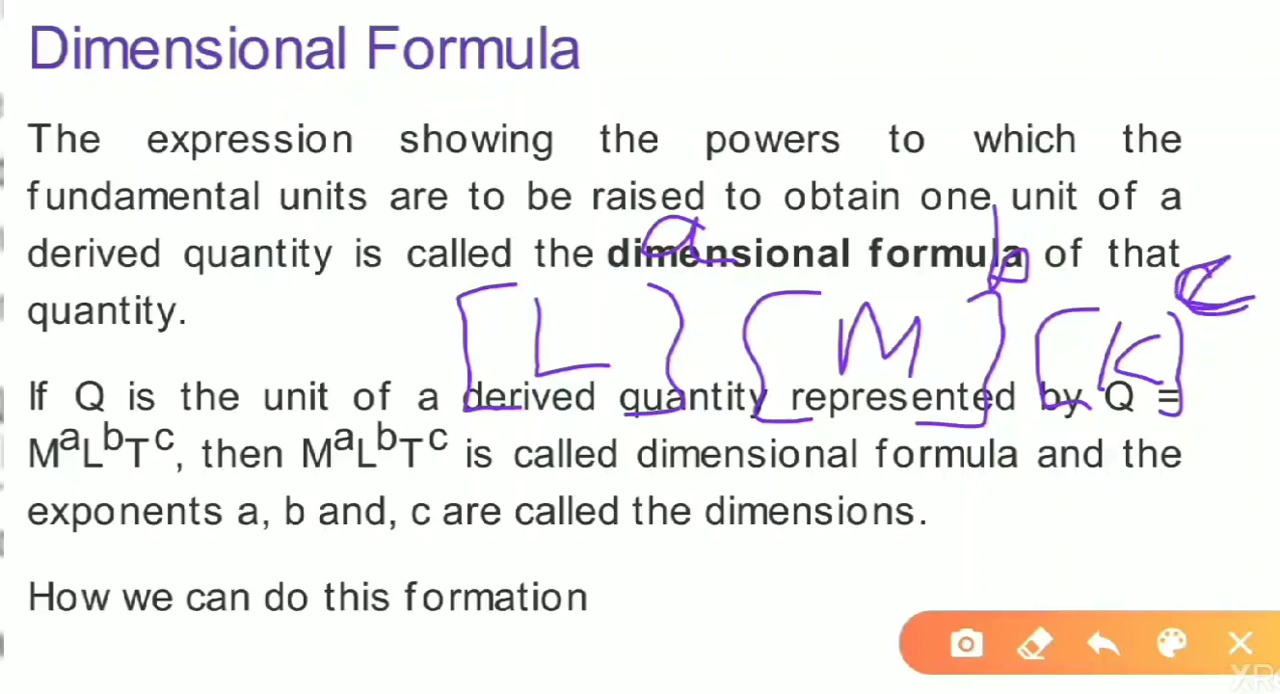 Dimensional Formula
The expression showing the powers to which the
fundamental units are to be raised to obtain one unit of a
derived quantity is called the dimensional formula of that
quantity.
[L]ᵃ [M]ᵇ [K]ᶜ
If Q is the unit of a derived quantity represented by Q =
MᵃLᵇTᶜ, then MᵃLᵇTᶜ is called dimensional formula and the
exponents a, b and, c are called the dimensions.
How we can do this formation